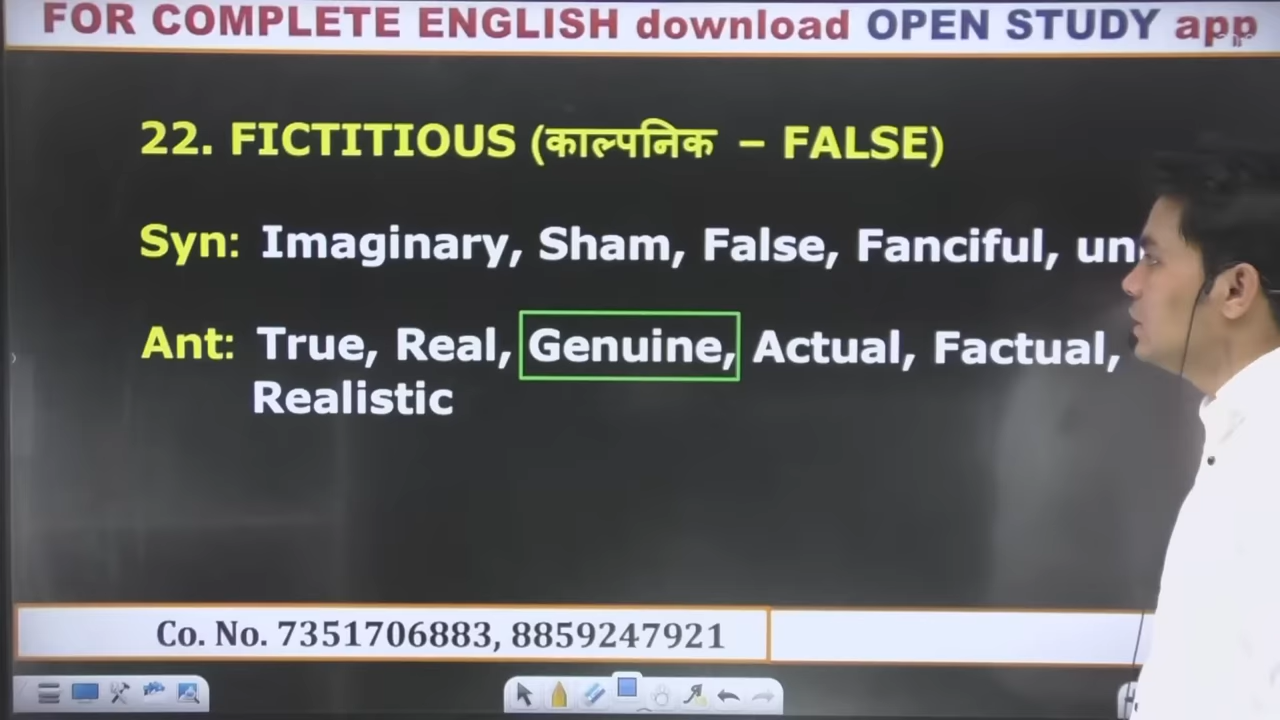 FOR COMPLETE ENGLISH download OPEN STUDY app
22. FICTITIOUS (काल्पनिक – FALSE)
Syn: Imaginary, Sham, False, Fanciful,
Ant: True, Real, Genuine, Actual, Factual,
Realistic
Co. No. 7351706883, 8859247921